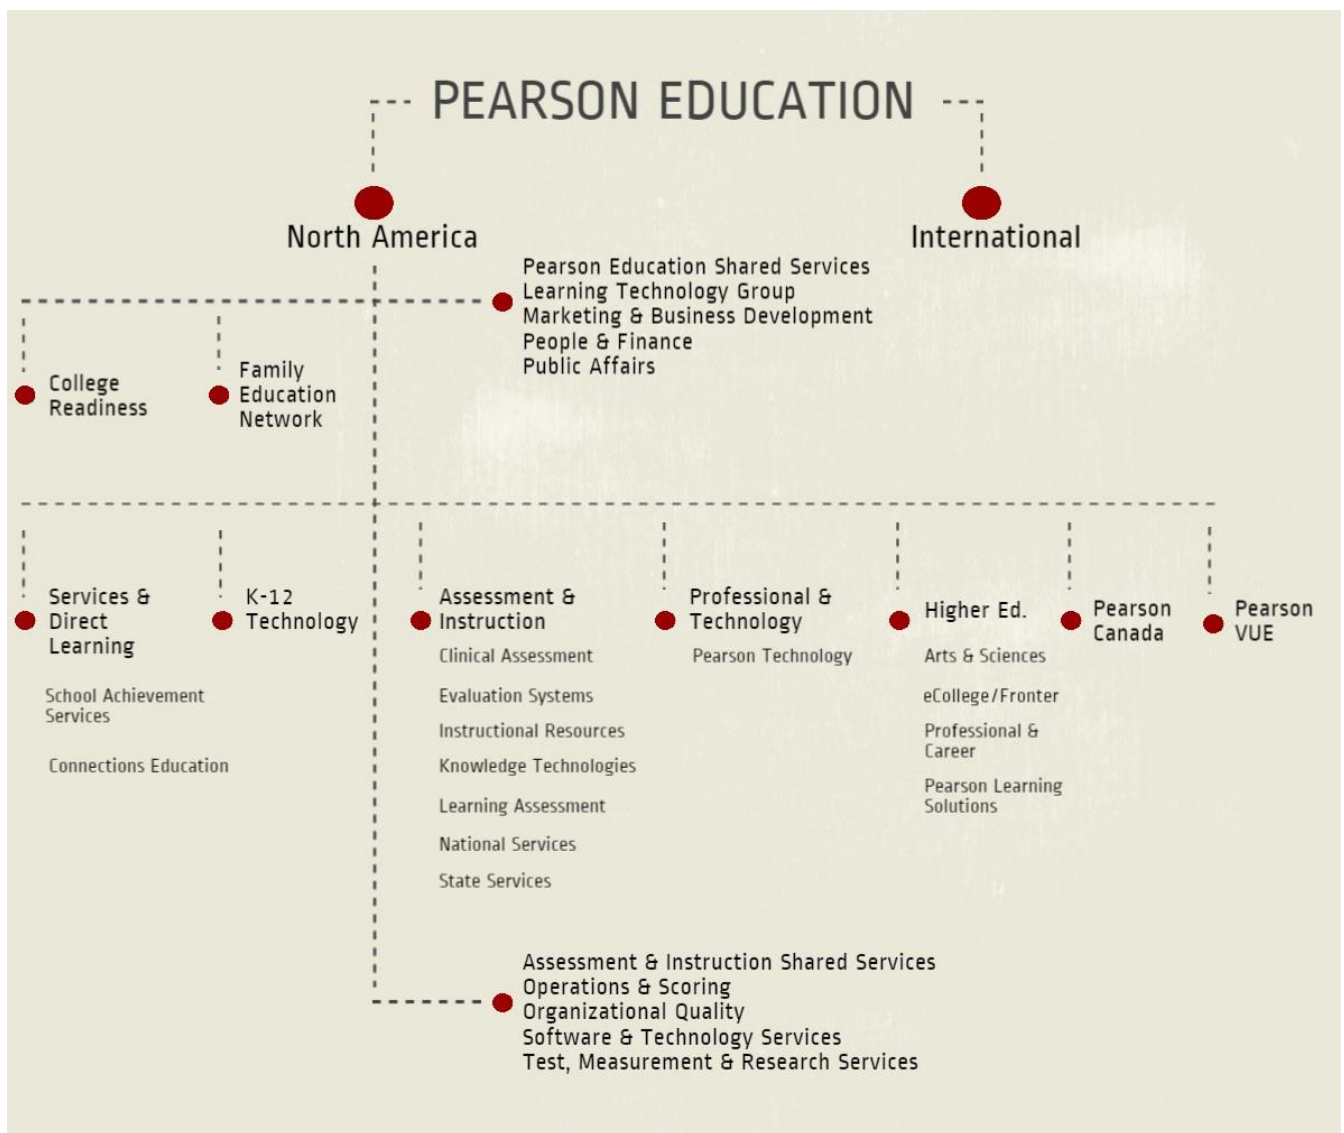 PEARSON EDUCATION
North America
International
Pearson Education Shared Services
Learning Technology Group
Marketing & Business Development
People & Finance
Public Affairs
College
Readiness
Family
Education
Network
Services &
Direct
Learning
School Achievement
Services
Connections Education
K-12
Technology
Assessment &
Instruction
Clinical Assessment
Evaluation Systems
Instructional Resources
Knowledge Technologies
Learning Assessment
National Services
State Services
Professional &
Technology
Pearson Technology
Higher Ed.
Arts & Sciences
eCollege/Fronter
Professional &
Career
Pearson Learning
Solutions
Pearson
Canada
Pearson
VUE
Assessment & Instruction Shared Services
Operations & Scoring
Organizational Quality
Software & Technology Services
Test, Measurement & Research Services